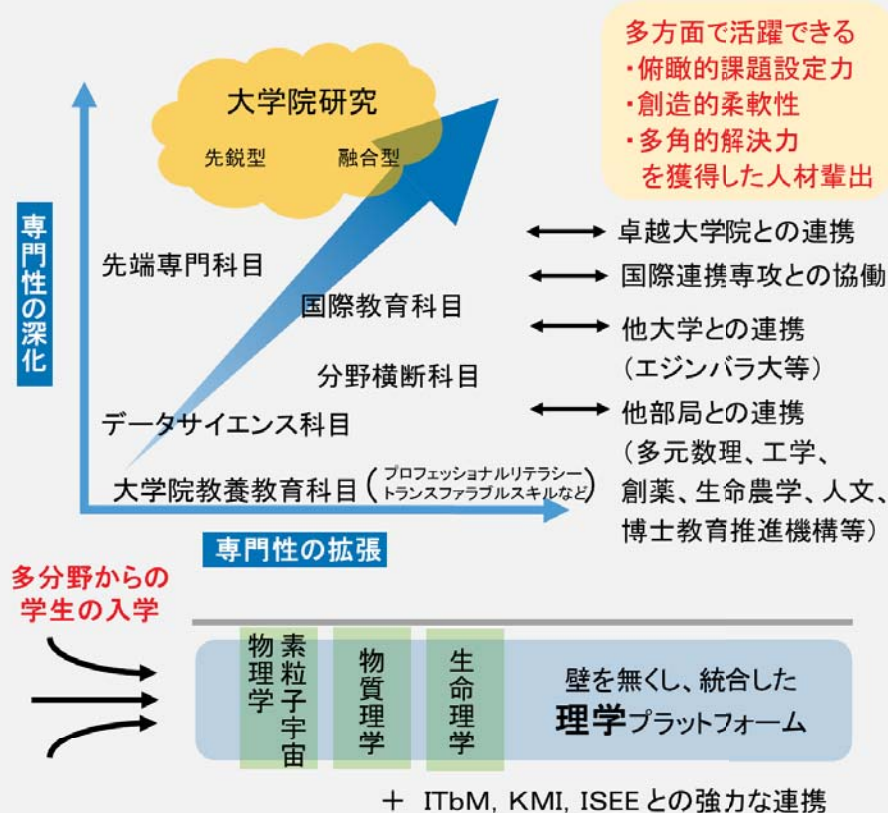 多方面で活躍できる
・俯瞰的課題設定力
・創造的柔軟性
・多角的解決力
を獲得した人材輩出
大学院研究
先鋭型 融合型
専門性の深化
先端専門科目
国際教育科目
分野横断科目
データサイエンス科目
大学院教養教育科目(プロフェッショナルリテラシー
トランスファラブルスキルなど)
専門性の拡張
卓越大学院との連携
国際連携専攻との協働
他大学との連携
(エジンバラ大等)
他部局との連携
(多元数理、工学、
創薬、生命農学、人文、
博士教育推進機構等)
多分野からの
学生の入学
素粒子宇宙
物理学
物質理学
生命理学
壁を無くし、統合した
理学プラットフォーム
+ ITbM, KMI, ISEEとの強力な連携